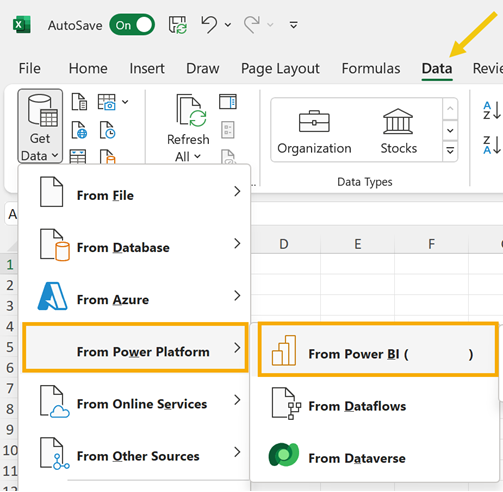 AutoSave On
File Home Insert Draw Page Layout Formulas Data Revie
Get
Data
Refresh
All
Organization Stocks
Data Types
A
Z
Z
A
A
D E F
From File
From Database
From Azure
From Power Platform
From Online Services
From Other Sources
From Power BI ( )
From Dataflows
From Dataverse
1
2
3
4
5
6
7
8
9
10
11
12